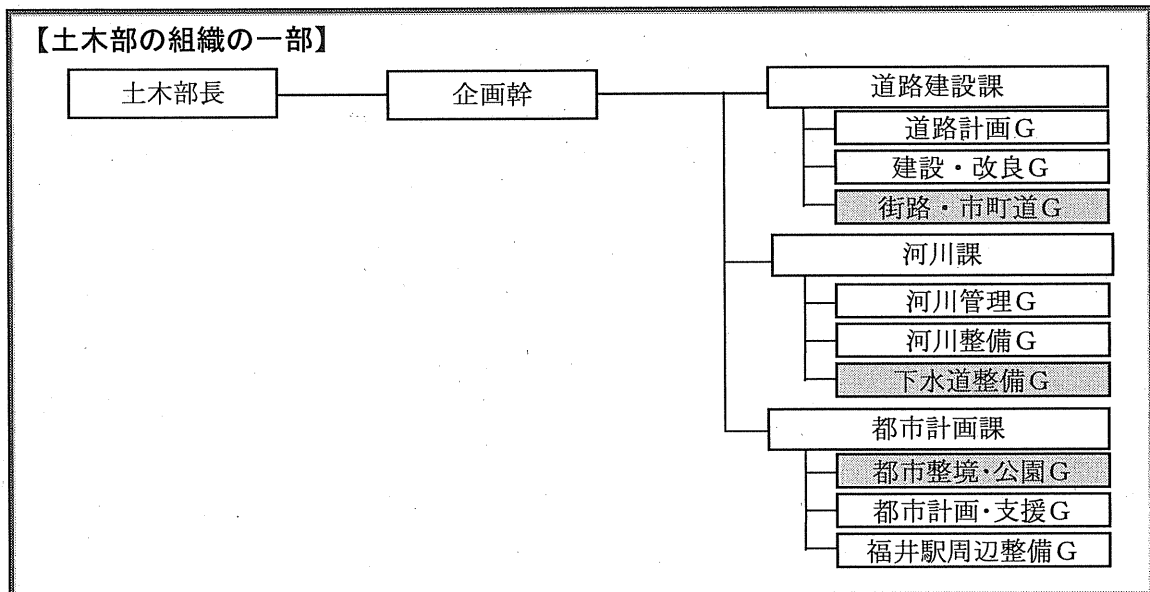 【土木部の組織の一部】
土木部長
企画幹
道路建設課
道路計画G
建設・改良G
街路・市町道G
河川課
河川管理G
河川整備G
下水道整備G
都市計画課
都市整境・公園G
都市計画・支援G
福井駅周辺整備G